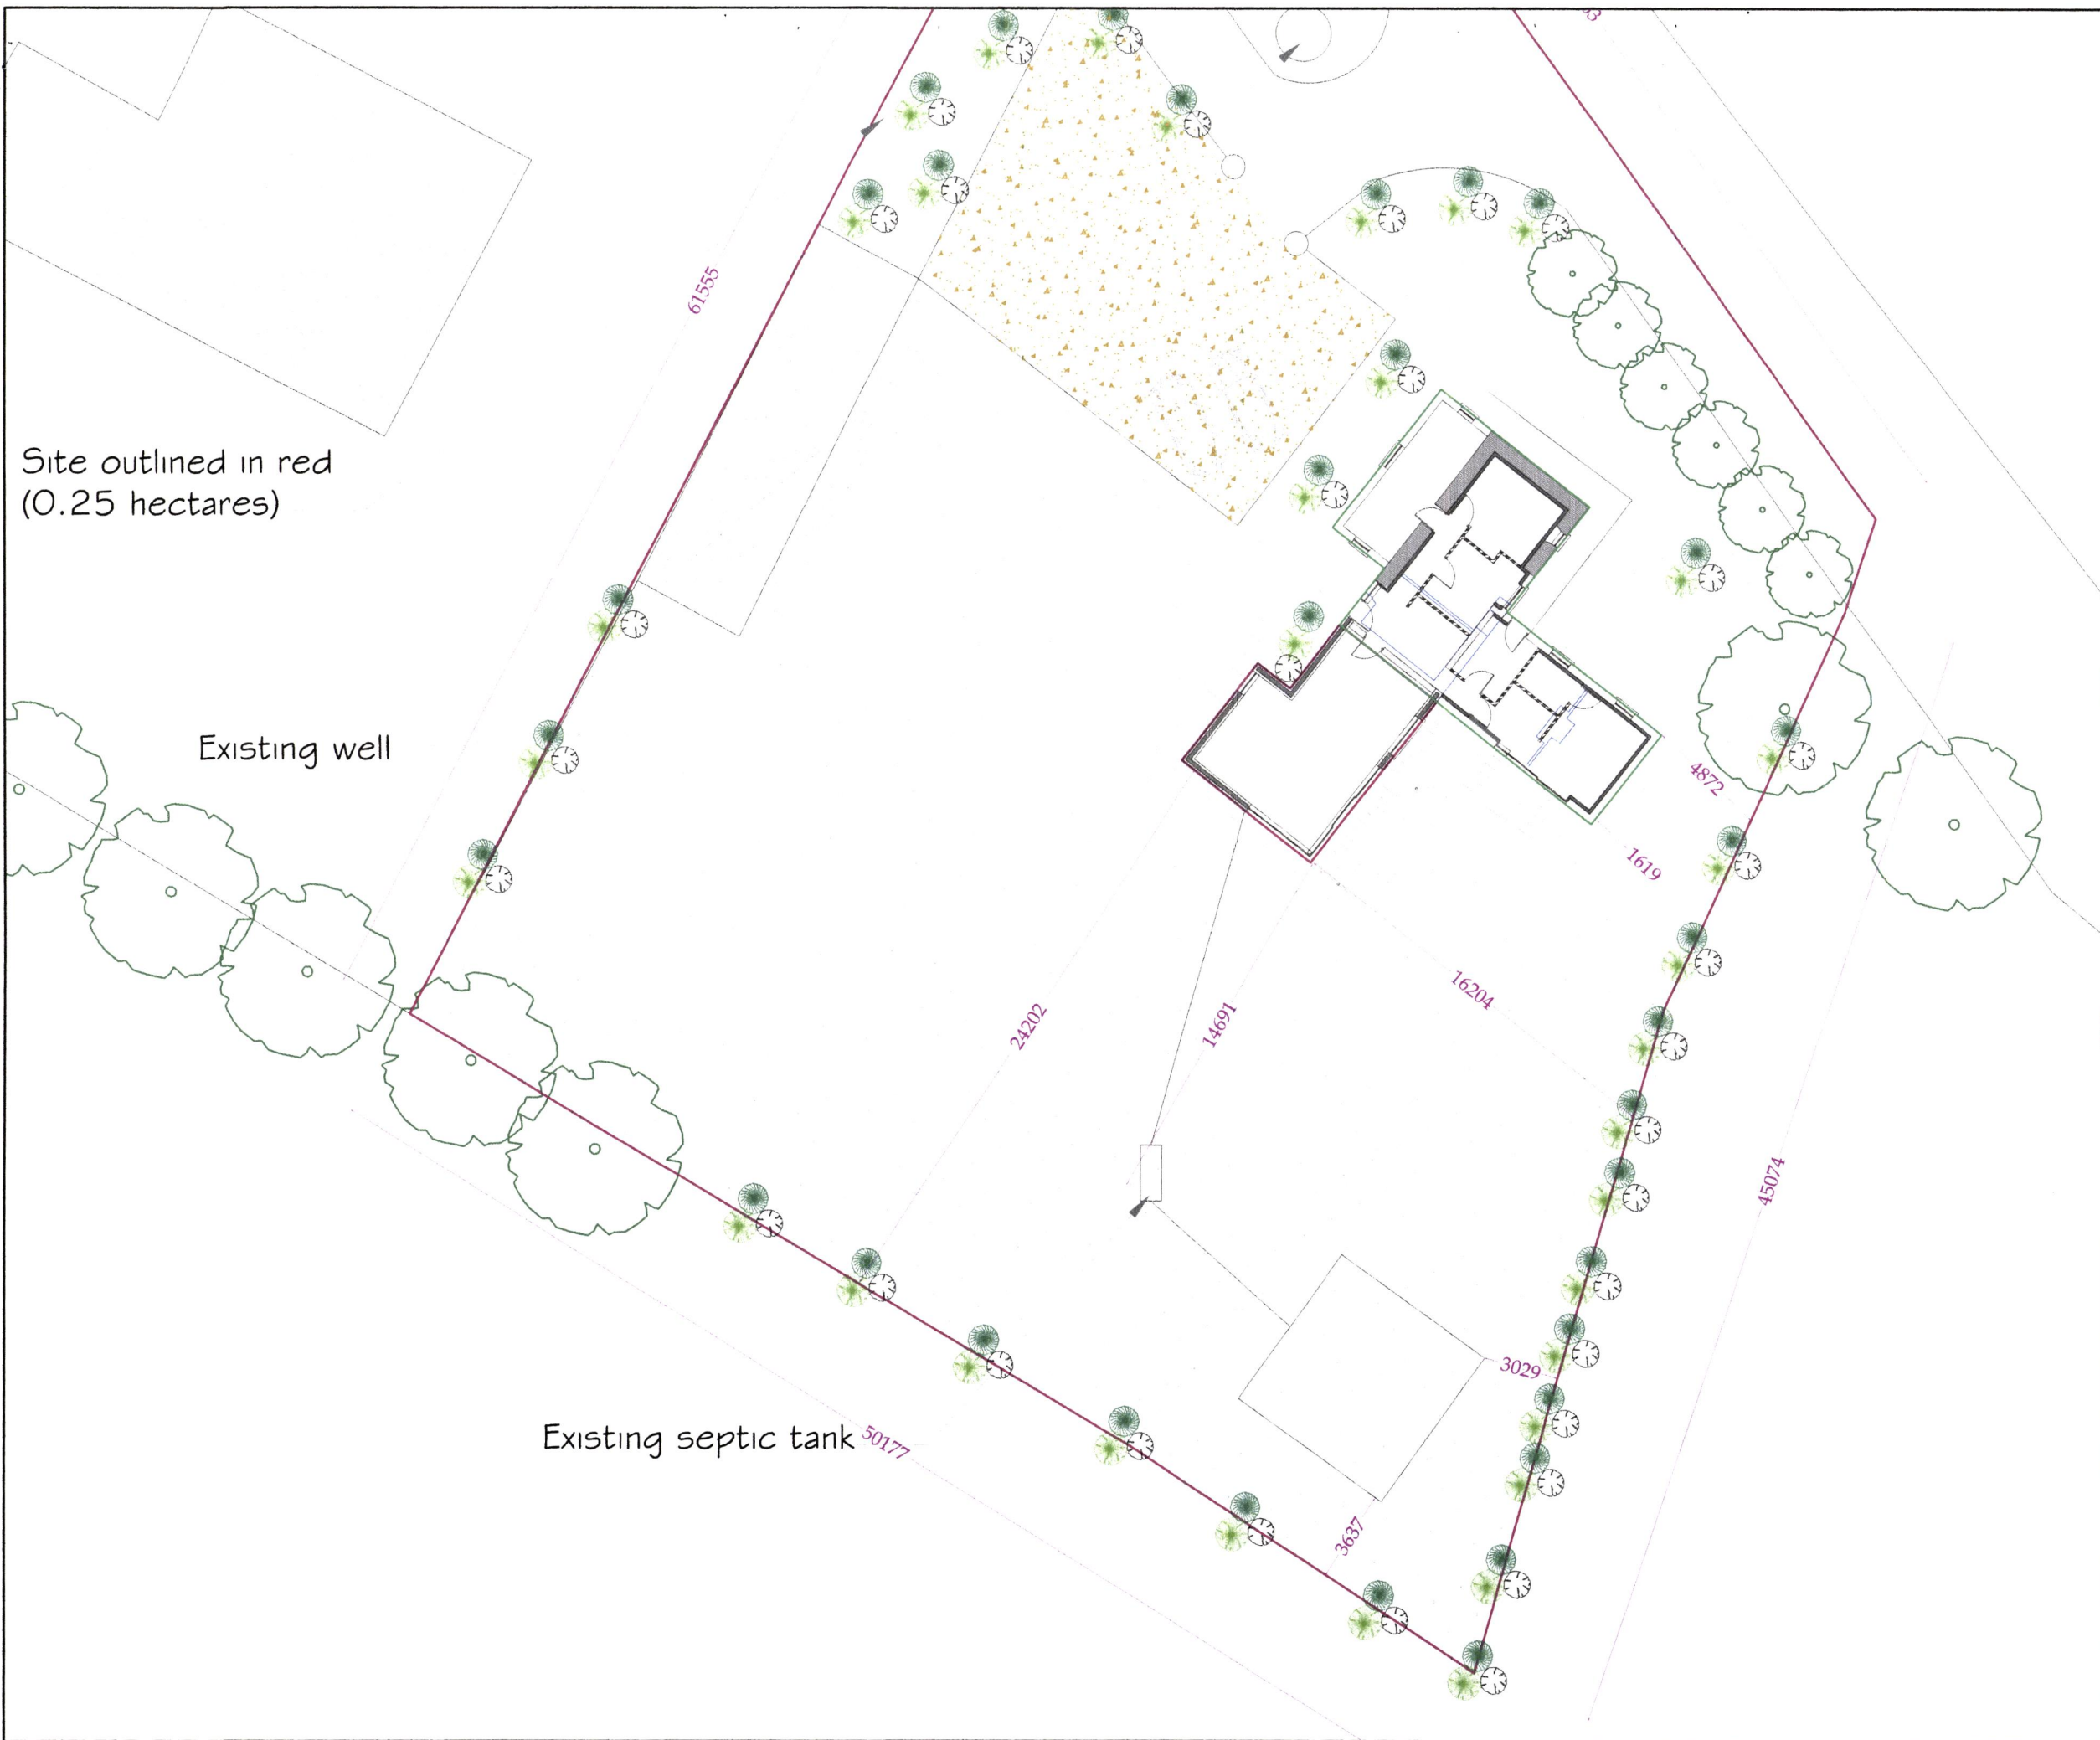 61555
Site outlined in red
(0.25 hectares)
Existing well
4872
1619
16204
24202
14691
45074
3029
Existing septic tank
50177
3637